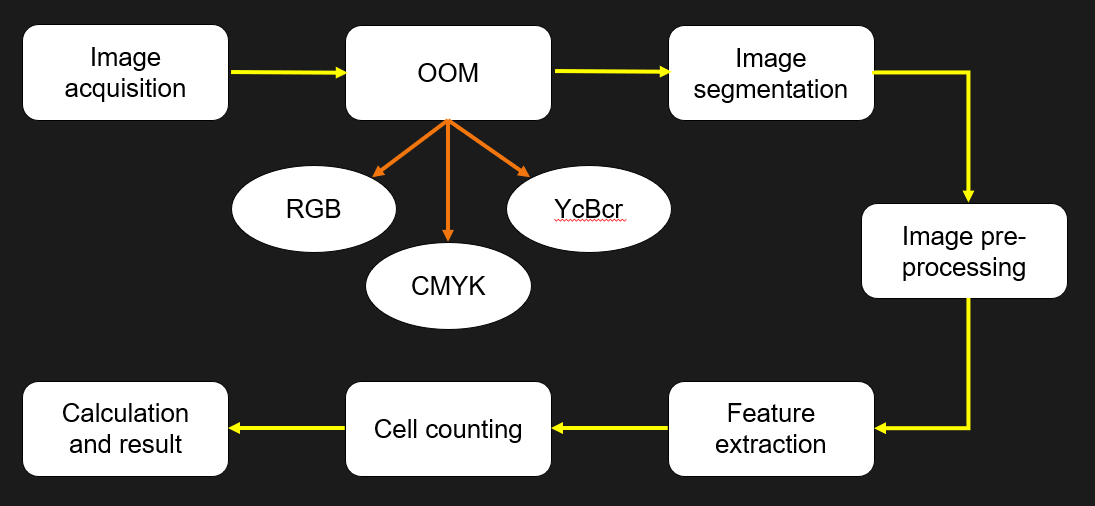 Image
acquisition
OOM
Image
segmentation
RGB
YcBcr
CMYK
Image pre-
processing
Calculation
and result
Cell counting
Feature
extraction